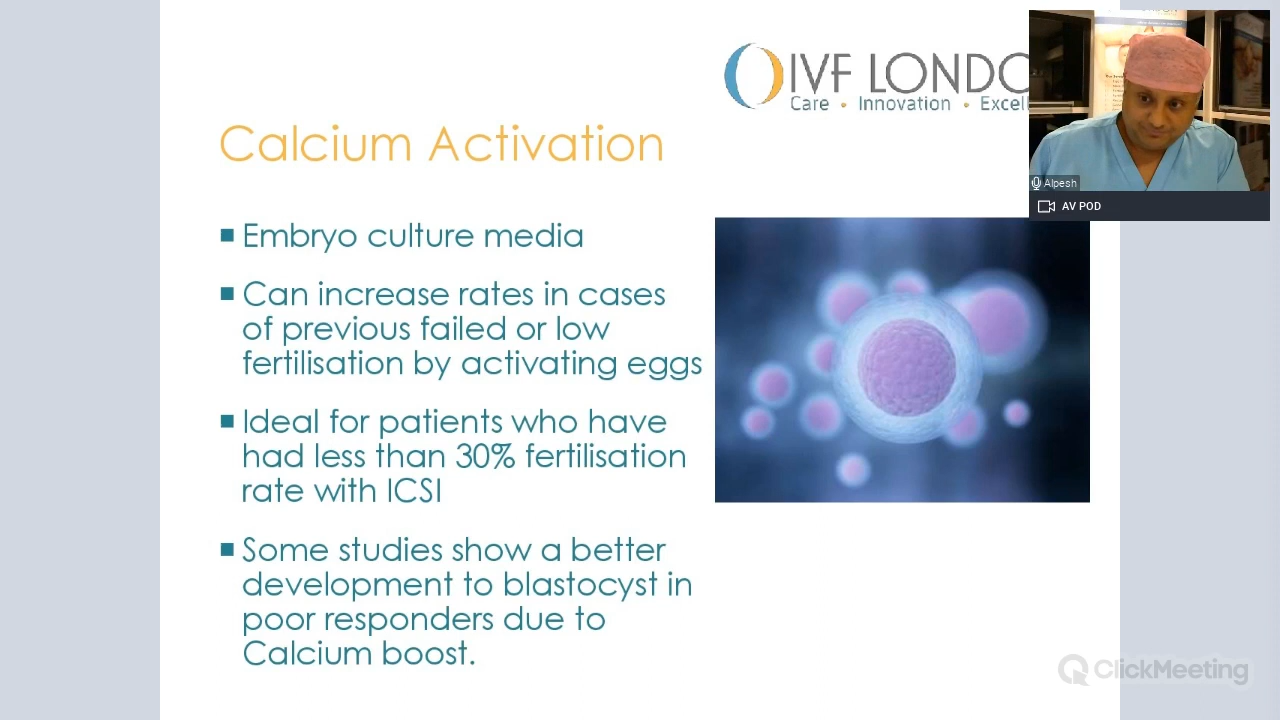 IVF LONDO
Care • Innovation • Excell
Calcium Activation
Alpesh
AV POD
■ Embryo culture media
■ Can increase rates in cases
of previous failed or low
fertilisation by activating eggs
■ Ideal for patients who have
had less than 30% fertilisation
rate with ICSI
■ Some studies show a better
development to blastocyst in
poor responders due to
Calcium boost.
ClickMeeting